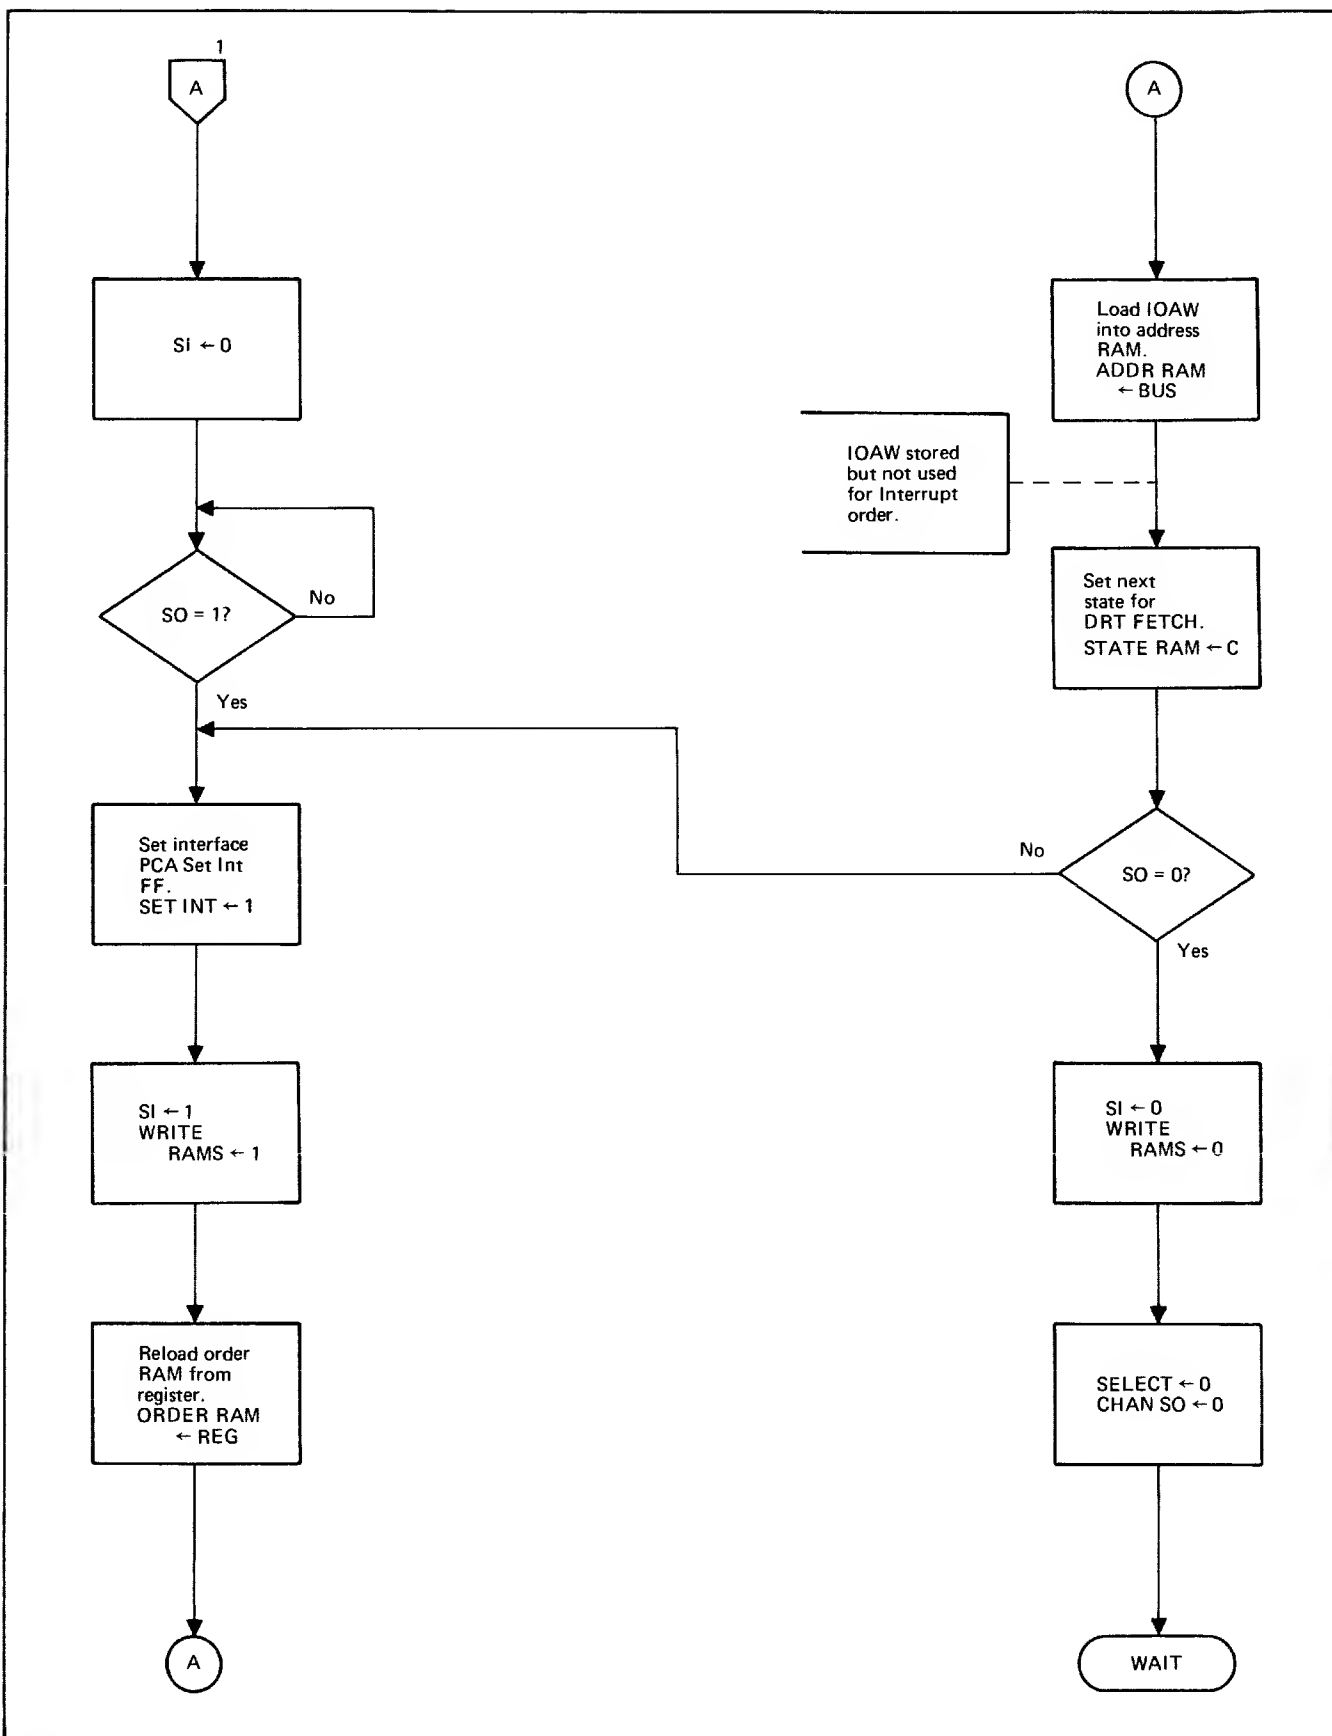 1
A
SI ← 0
SO = 1?
No
Yes
Set interface
PCA Set Int
FF.
SET INT ← 1
SI ← 1
WRITE
RAMS ← 1
Reload order
RAM from
register.
ORDER RAM
← REG
A
A
Load IOAW
into address
RAM.
ADDR RAM
← BUS
IOAW stored
but not used
for Interrupt
order.
Set next
state for
DRT FETCH.
STATE RAM ← C
No
SO = 0?
Yes
SI ← 0
WRITE
RAMS ← 0
SELECT ← 0
CHAN SO ← 0
WAIT